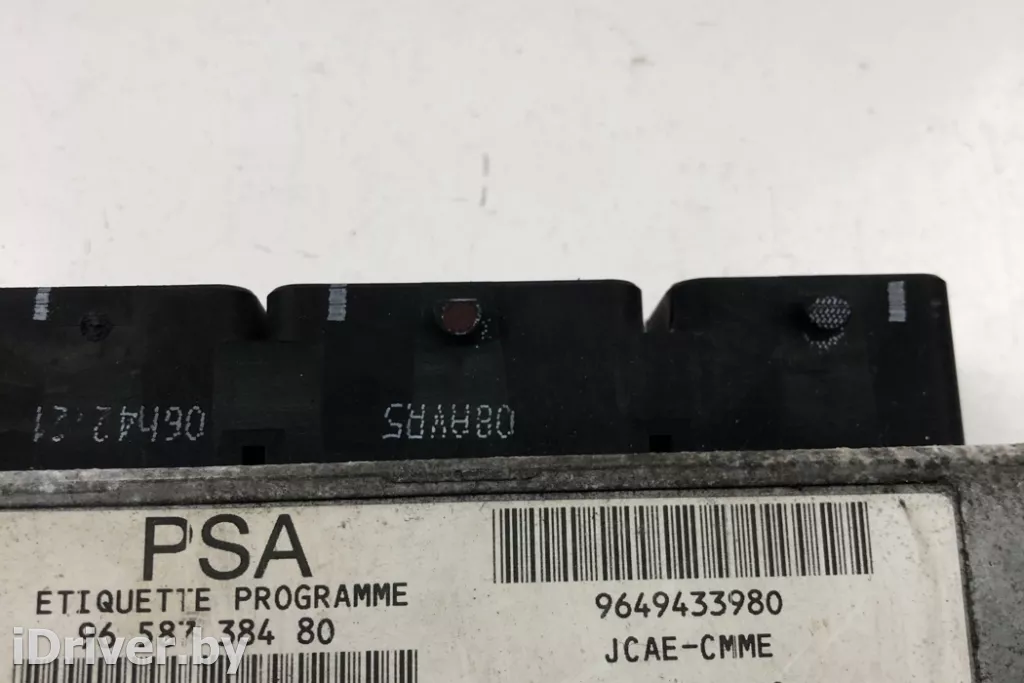 06h42:21
08AVR5
PSA
ETIQUETTE PROGRAMME
96 587 384 80
9649433980
JCAE-CMME
iDriver.by